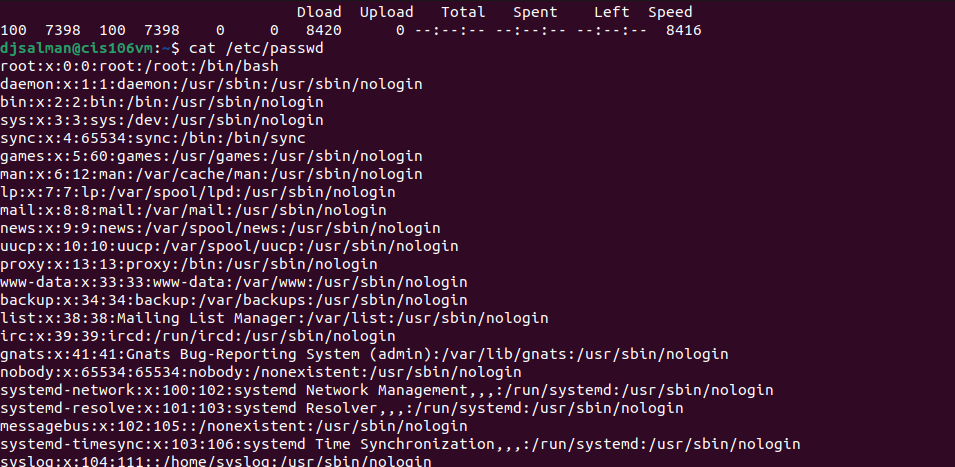 Dload  Upload   Total   Spent    Left  Speed
100  7398  100  7398    0     0   8420      0 --:--:-- --:--:-- --:--:--  8416
djsalman@cis106vm:~$ cat /etc/passwd
root:x:0:0:root:/root:/bin/bash
daemon:x:1:1:daemon:/usr/sbin:/usr/sbin/nologin
bin:x:2:2:bin:/bin:/usr/sbin/nologin
sys:x:3:3:sys:/dev:/usr/sbin/nologin
sync:x:4:65534:sync:/bin:/bin/sync
games:x:5:60:games:/usr/games:/usr/sbin/nologin
man:x:6:12:man:/var/cache/man:/usr/sbin/nologin
lp:x:7:7:lp:/var/spool/lpd:/usr/sbin/nologin
mail:x:8:8:mail:/var/mail:/usr/sbin/nologin
news:x:9:9:news:/var/spool/news:/usr/sbin/nologin
uucp:x:10:10:uucp:/var/spool/uucp:/usr/sbin/nologin
proxy:x:13:13:proxy:/bin:/usr/sbin/nologin
www-data:x:33:33:www-data:/var/www:/usr/sbin/nologin
backup:x:34:34:backup:/var/backups:/usr/sbin/nologin
list:x:38:38:Mailing List Manager:/var/list:/usr/sbin/nologin
irc:x:39:39:ircd:/run/ircd:/usr/sbin/nologin
gnats:x:41:41:Gnats Bug-Reporting System (admin):/var/lib/gnats:/usr/sbin/nologin
nobody:x:65534:65534:nobody:/nonexistent:/usr/sbin/nologin
systemd-network:x:100:102:systemd Network Management,,,:/run/systemd:/usr/sbin/nologin
systemd-resolve:x:101:103:systemd Resolver,,,:/run/systemd:/usr/sbin/nologin
messagebus:x:102:105::/nonexistent:/usr/sbin/nologin
systemd-timesync:x:103:106:systemd Time Synchronization,,,:/run/systemd:/usr/sbin/nologin
syslog:x:104:111::/home/syslog:/usr/sbin/nologin